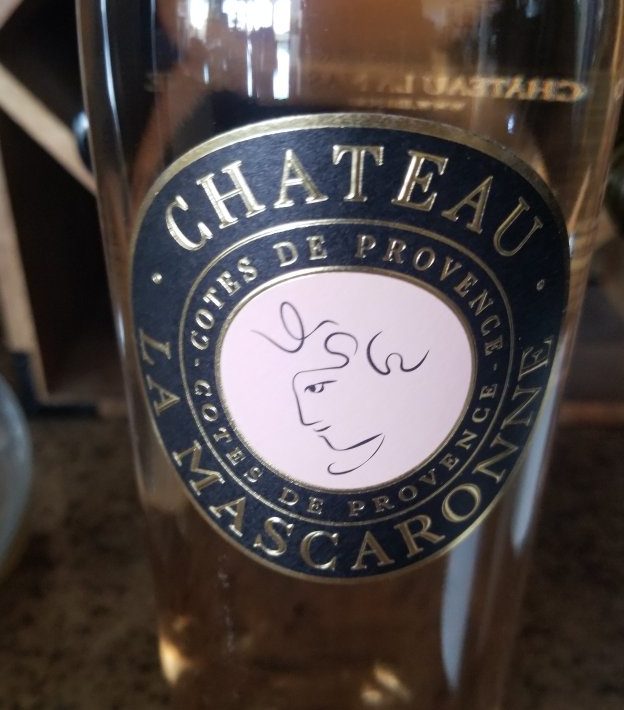 CHATEAU
LA MASCARONNE
COTES DE PROVENCE
COTES DE PROVENCE